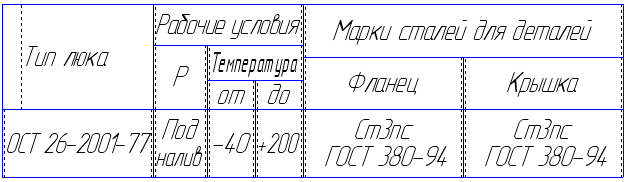 Тип люка
Рабочие условия
Марки сталей для деталей
Р
Температура
от
до
Фланец
Крышка
ОСТ 26-2001-77
Под
налив
-40
+200
Ст3пс
ГОСТ 380-94
Ст3пс
ГОСТ 380-94